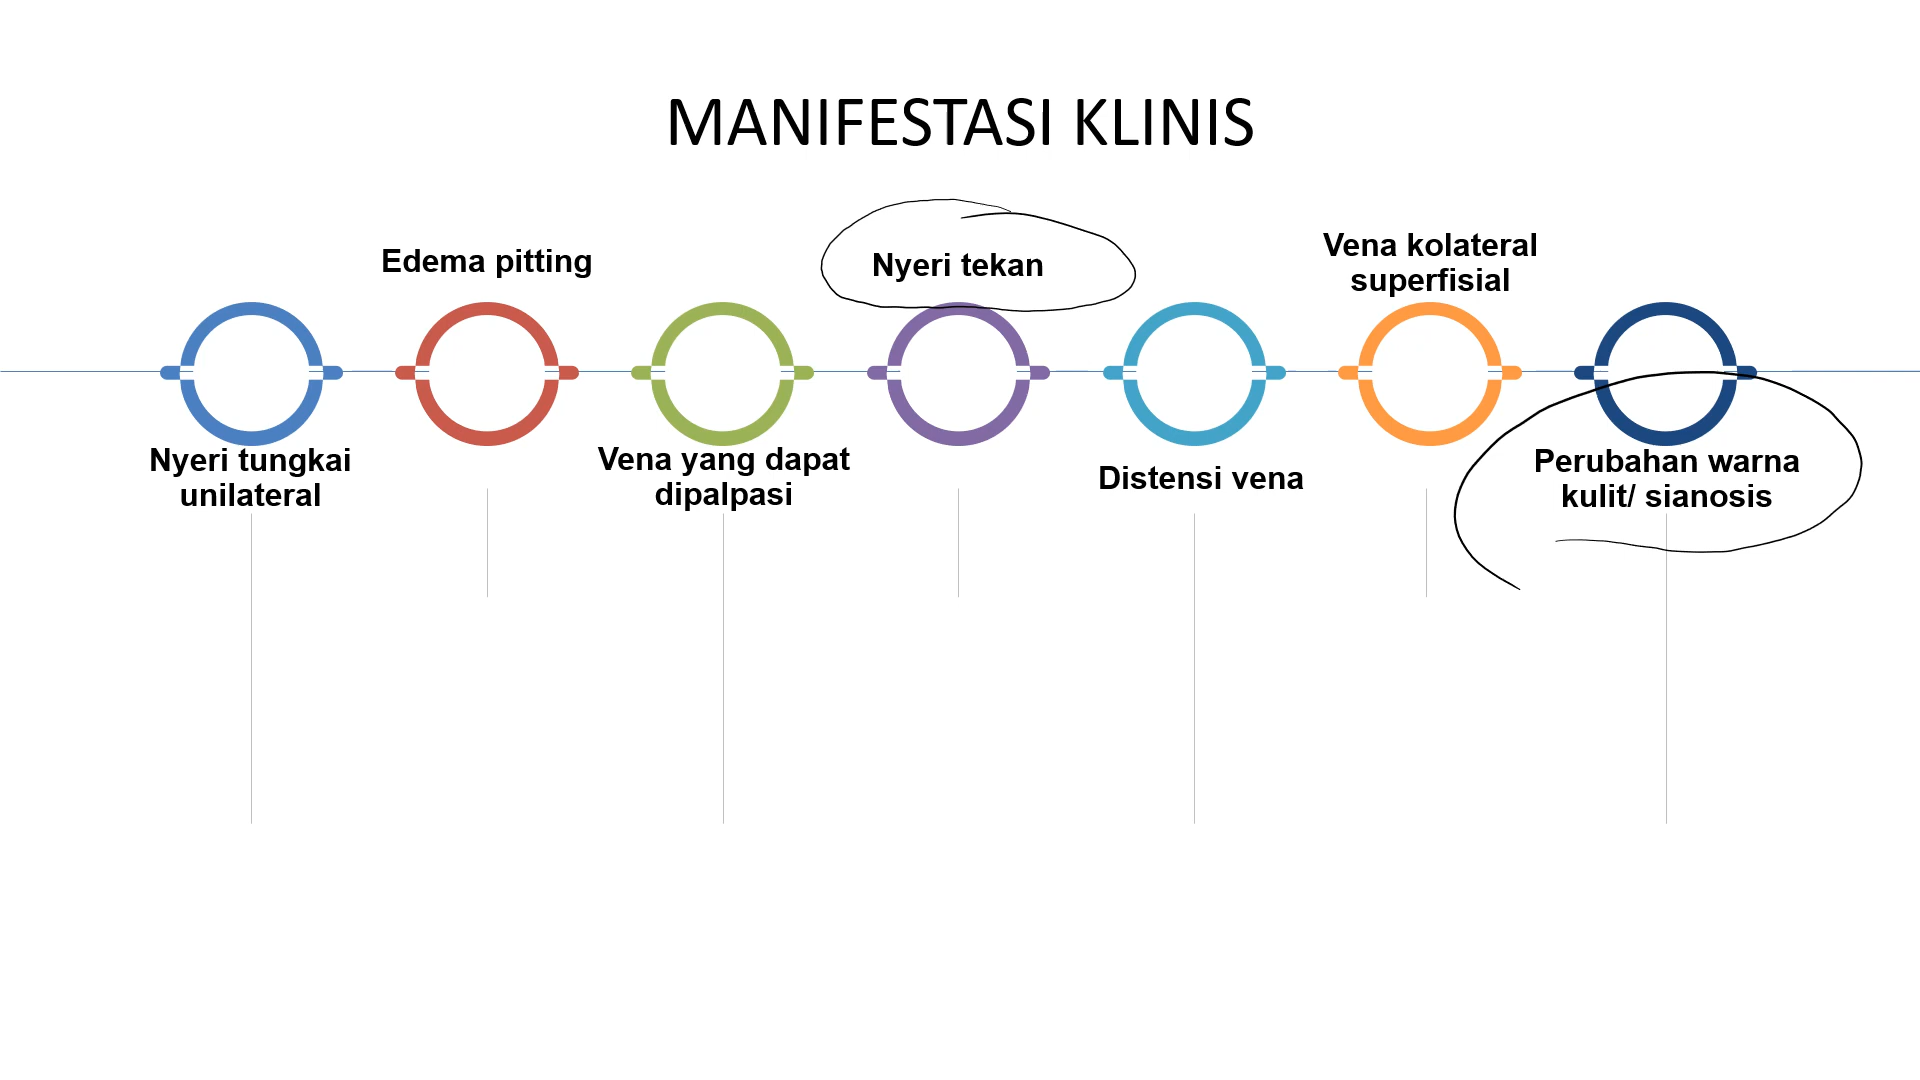 MANIFESTASI KLINIS
Nyeri tungkai
unilateral
Edema pitting
Vena yang dapat
dipalpasi
Nyeri tekan
Distensi vena
Vena kolateral
superfisial
Perubahan warna
kulit/ sianosis